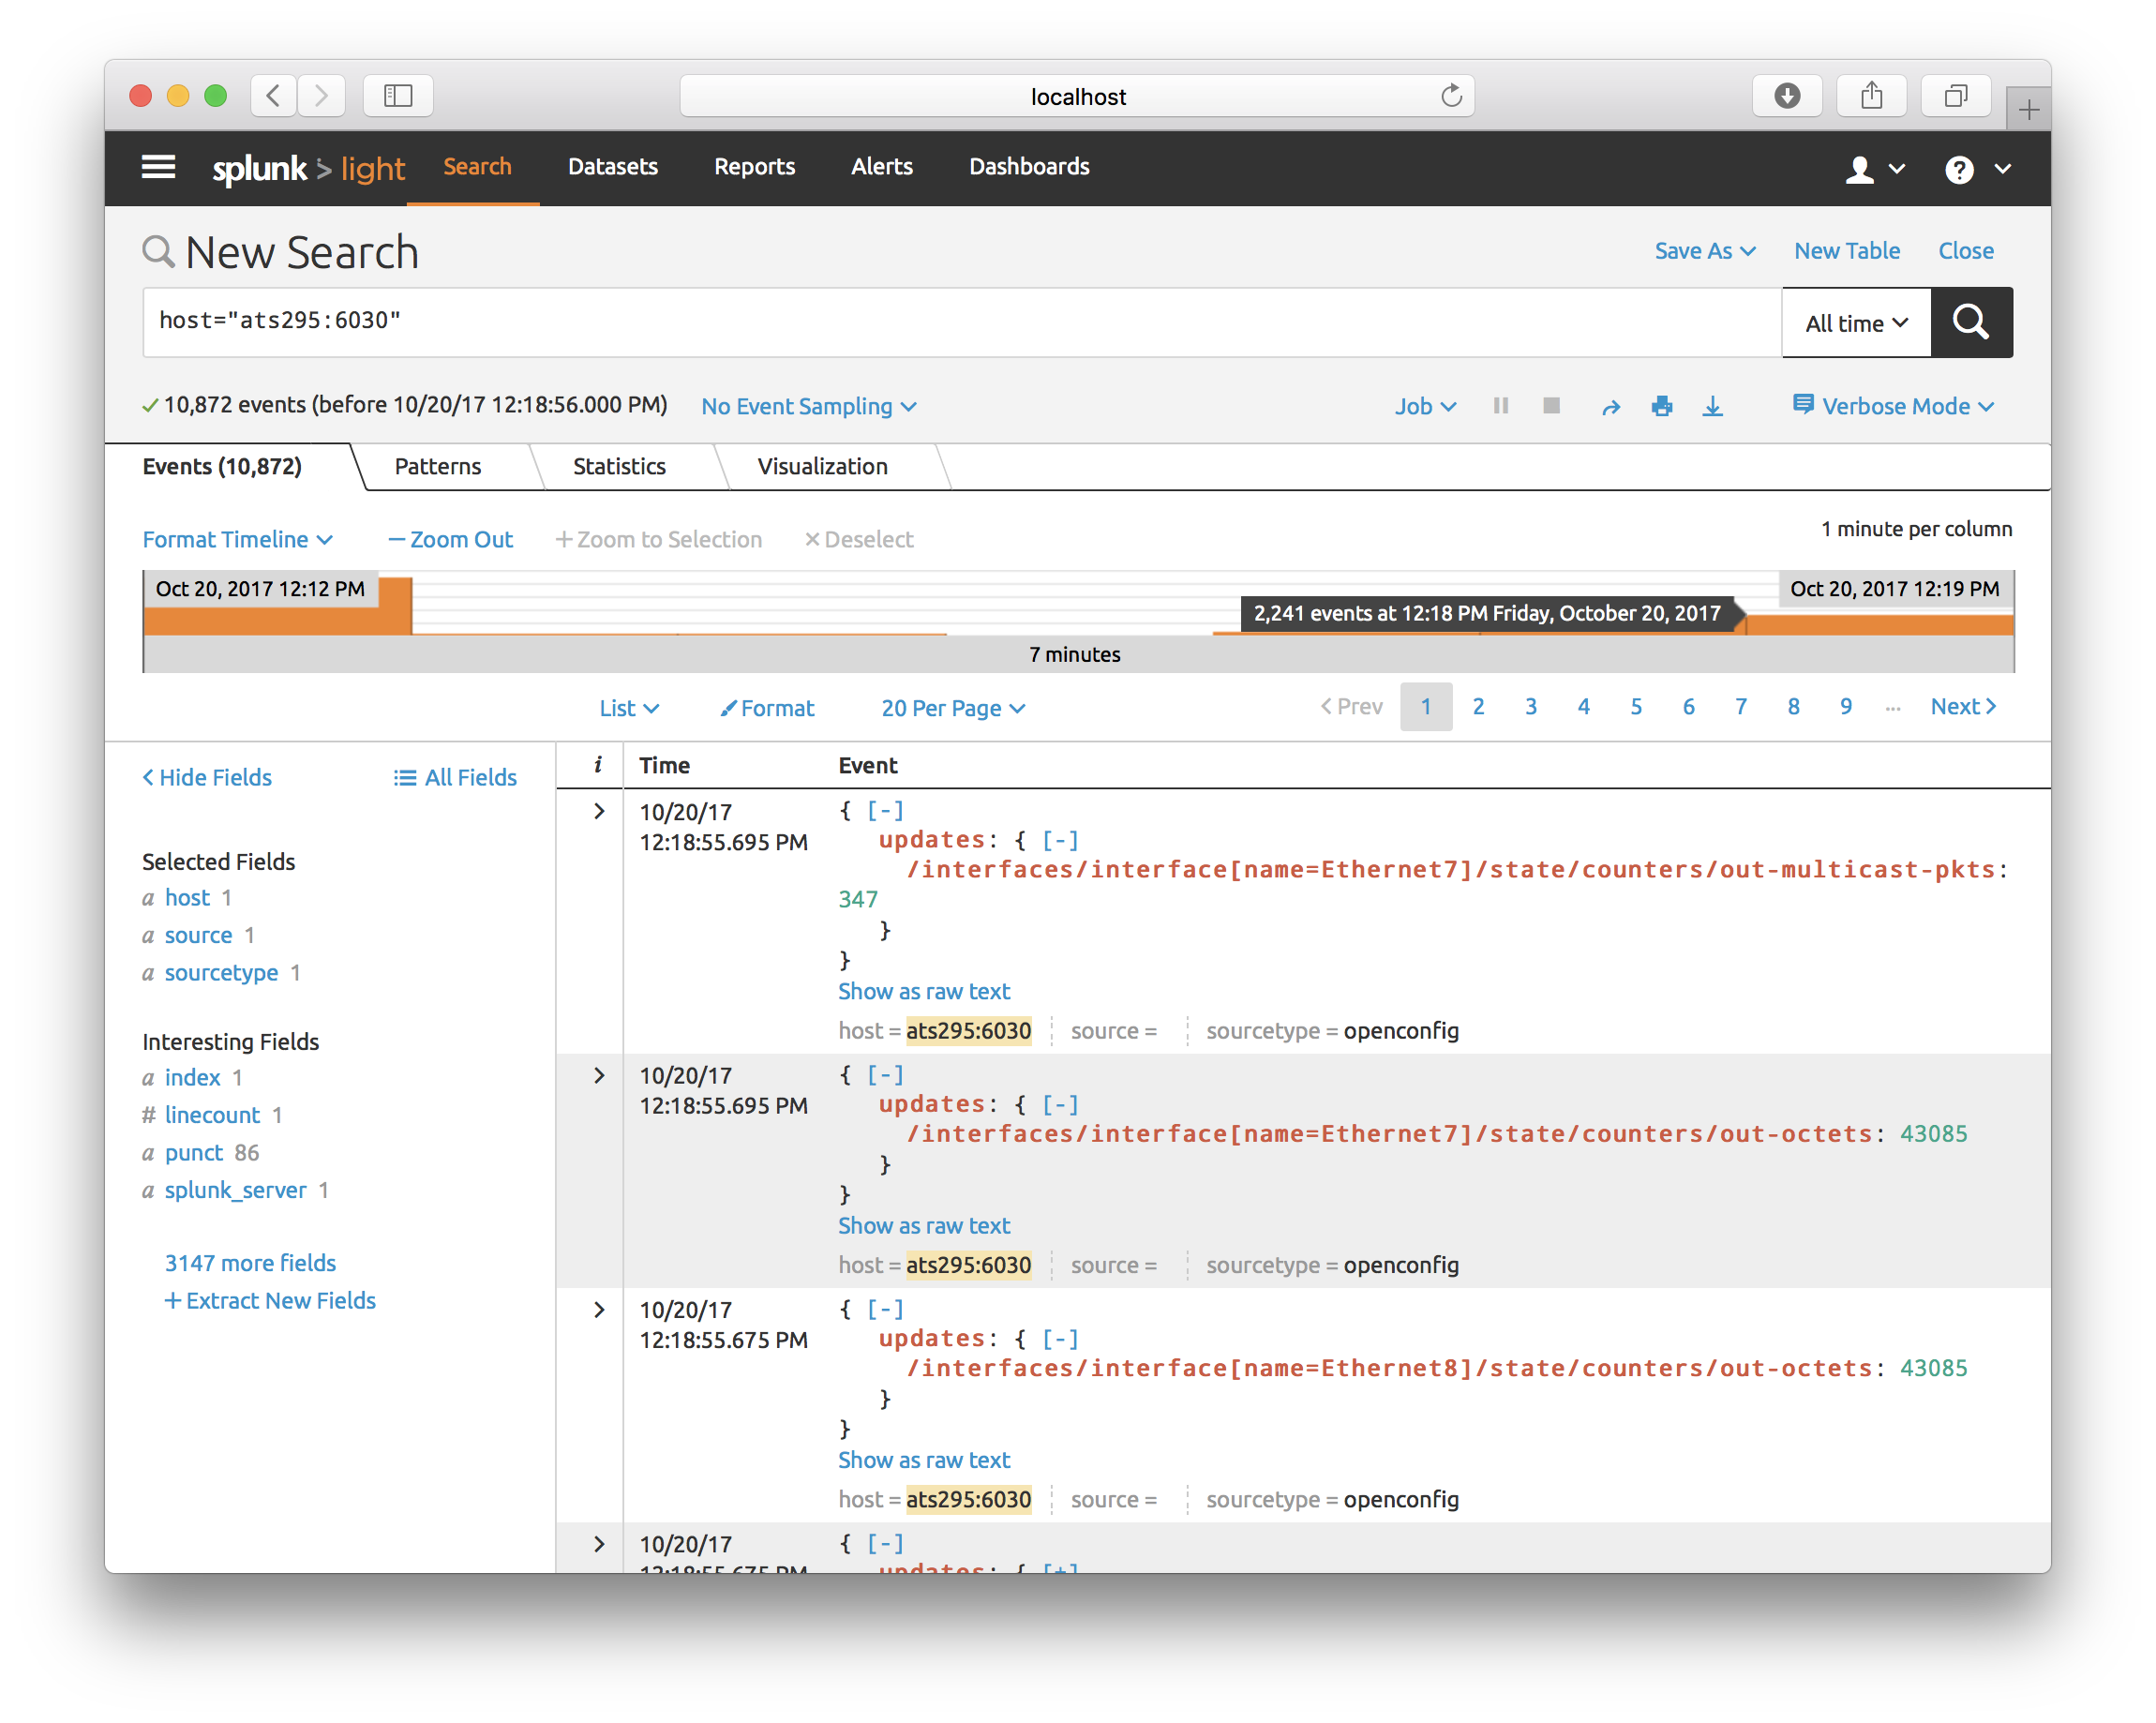 localhost
splunk > light Search Datasets Reports Alerts Dashboards ?
New Search Save As New Table Close
host="ats295:6030" All time
10,872 events (before 10/20/17 12:18:56.000 PM) No Event Sampling Job Verbose Mode
Events (10,872) Patterns Statistics Visualization
Format Timeline — Zoom Out + Zoom to Selection × Deselect 1 minute per column
Oct 20, 2017 12:12 PM Oct 20, 2017 12:19 PM
2,241 events at 12:18 PM Friday, October 20, 2017
7 minutes
List Format 20 Per Page < Prev 1 2 3 4 5 6 7 8 9 ... Next >
< Hide Fields All Fields
Selected Fields
a host 1
a source 1
a sourcetype 1
Interesting Fields
a index 1
# linecount 1
a punct 86
a splunk_server 1
3147 more fields
+ Extract New Fields
i Time Event
> 10/20/17 { [-]
12:18:55.695 PM updates: { [-]
/interfaces/interface[name=Ethernet7]/state/counters/out-multicast-pkts:
347
}
}
Show as raw text
host = ats295:6030 source = sourcetype = openconfig
> 10/20/17 { [-]
12:18:55.695 PM updates: { [-]
/interfaces/interface[name=Ethernet7]/state/counters/out-octets: 43085
}
}
Show as raw text
host = ats295:6030 source = sourcetype = openconfig
> 10/20/17 { [-]
12:18:55.675 PM updates: { [-]
/interfaces/interface[name=Ethernet8]/state/counters/out-octets: 43085
}
}
Show as raw text
host = ats295:6030 source = sourcetype = openconfig
> 10/20/17 { [-]
12:18:55.675 PM updates: { [+]